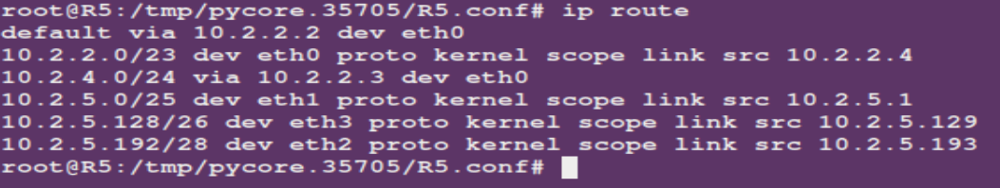 root@R5:/tmp/pycore.35705/R5.conf# ip route
default via 10.2.2.2 dev eth0
10.2.2.0/23 dev eth0 proto kernel scope link src 10.2.2.4
10.2.4.0/24 via 10.2.2.3 dev eth0
10.2.5.0/25 dev eth1 proto kernel scope link src 10.2.5.1
10.2.5.128/26 dev eth3 proto kernel scope link src 10.2.5.129
10.2.5.192/28 dev eth2 proto kernel scope link src 10.2.5.193
root@R5:/tmp/pycore.35705/R5.conf#